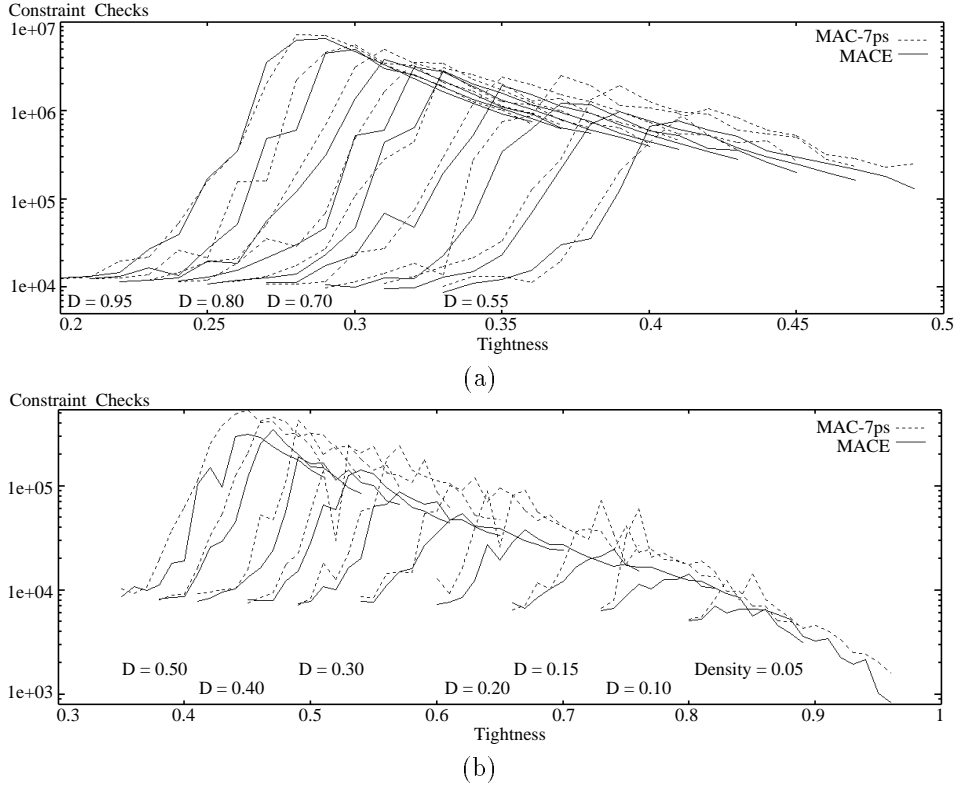 Constraint Checks
1e+07
1e+06
1e+05
1e+04
MAC-7ps
MACE
D = 0.95 D = 0.80 D = 0.70 D = 0.55
0.2 0.25 0.3 0.35 0.4 0.45 0.5
Tightness
(a)
Constraint Checks
1e+05
1e+04
1e+03
MAC-7ps
MACE
D = 0.50 D = 0.30 D = 0.15 Density = 0.05
D = 0.40 D = 0.20 D = 0.10
0.3 0.4 0.5 0.6 0.7 0.8 0.9 1
Tightness
(b)